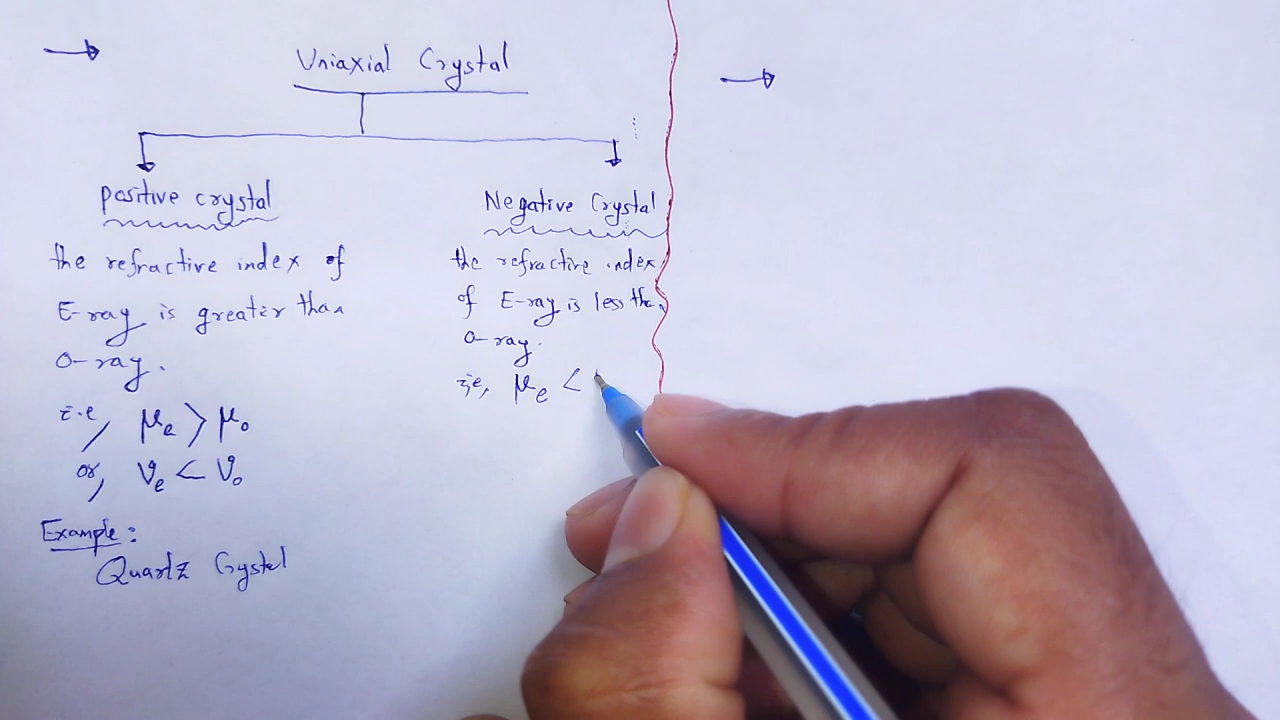 Uniaxial Crystal
positive crystal
the refractive index of
E-ray is greater than
O-ray.
i.e, μe > μo
or, Ve < Vo
Example:
Quartz Crystal
Negative Crystal
the refractive index
of E-ray is less than
O-ray.
i,e, μe <